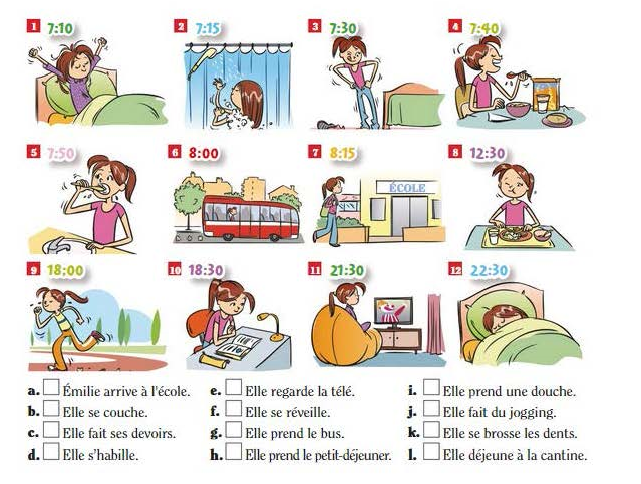 1 7:10
2 7:15
3 7:30
4 7:40
5 7:50
6 8:00
7 8:15
8 12:30
ÉCOLE
9 18:00
10 18:30
11 21:30
12 22:30
a. Émilie arrive à l'école.
b. Elle se couche.
c. Elle fait ses devoirs.
d. Elle s'habille.
e. Elle regarde la télé.
f. Elle se réveille.
g. Elle prend le bus.
h. Elle prend le petit-déjeuner.
i. Elle prend une douche.
j. Elle fait du jogging.
k. Elle se brosse les dents.
l. Elle déjeune à la cantine.